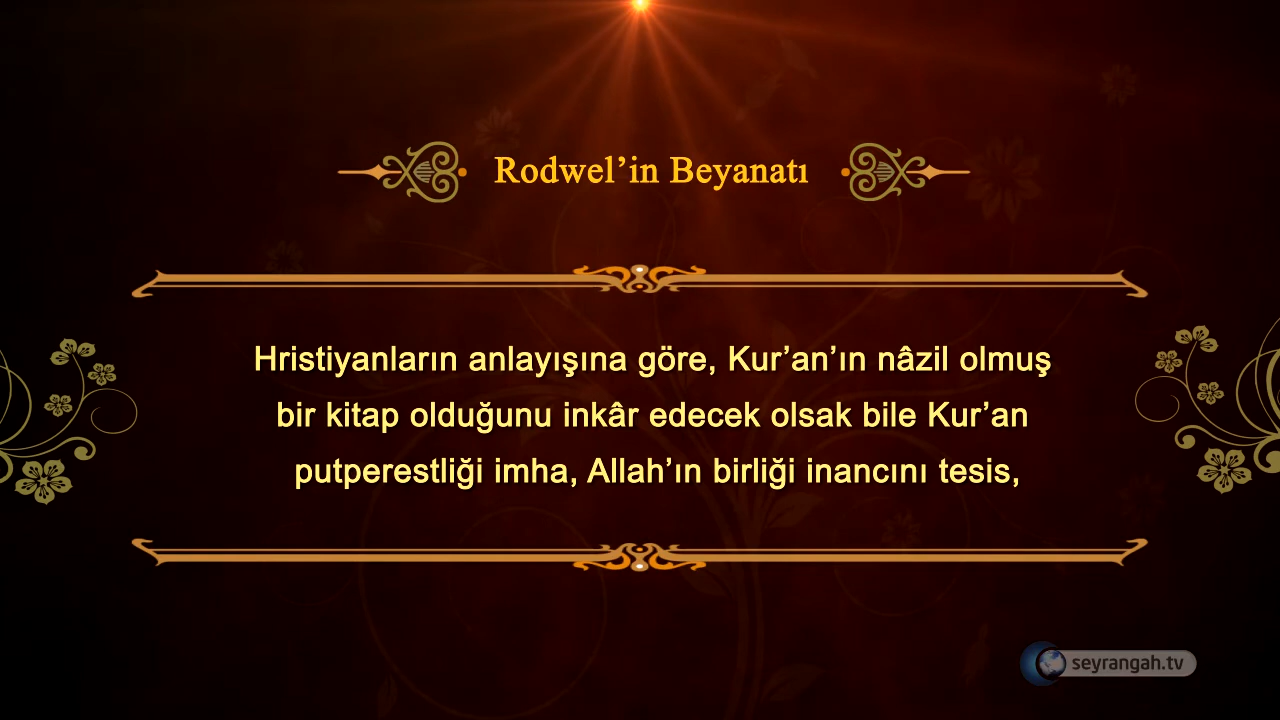 Rodwel’in Beyanatı
Hristiyanların anlayışına göre, Kur’an’ın nâzil olmuş
bir kitap olduğunu inkâr edecek olsak bile Kur’an
putperestliği imha, Allah’ın birliği inancını tesis,
seyrangah.tv